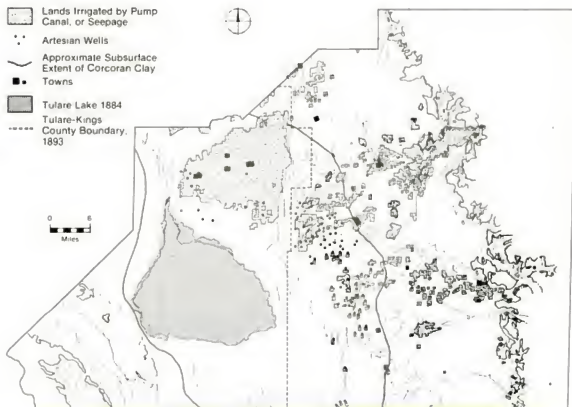 Lands Irrigated by Pump
Canal, or Seepage
Artesian Wells
Approximate Subsurface
Extent of Corcoran Clay
Towns
Tulare Lake 1884
Tulare-Kings
County Boundary,
1893
0 6
Miles